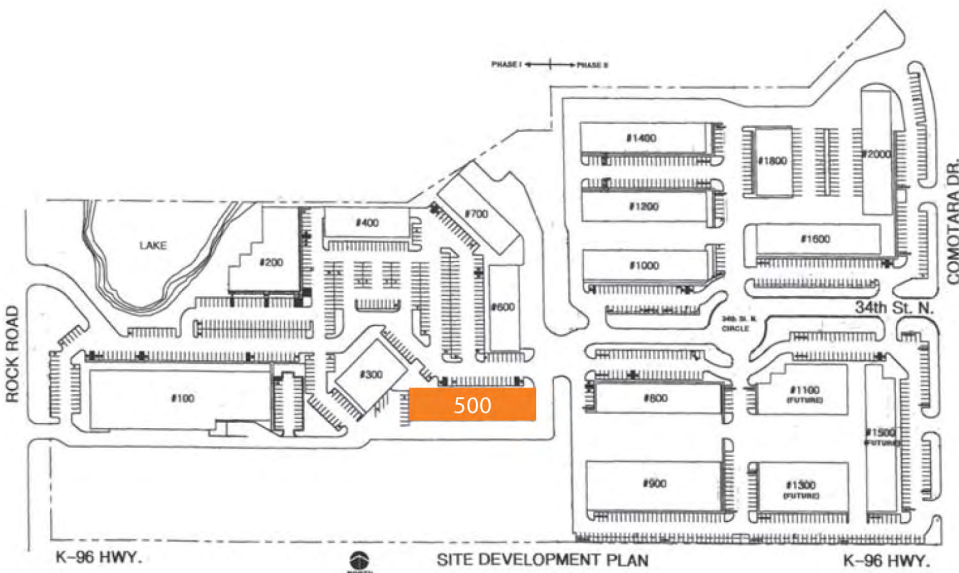 PHASE I
PHASE II
#1400
#1800
#2000
#700
#1200
#400
LAKE
#200
#1600
#1000
#600
34th St. N.
34th St. N.
CIRCLE
COMOTARA DR.
ROCK ROAD
#300
#100
500
#800
#1100
(FUTURE)
#1500
(FUTURE)
#900
#1300
(FUTURE)
K-96 HWY.
NORTH
SITE DEVELOPMENT PLAN
K-96 HWY.